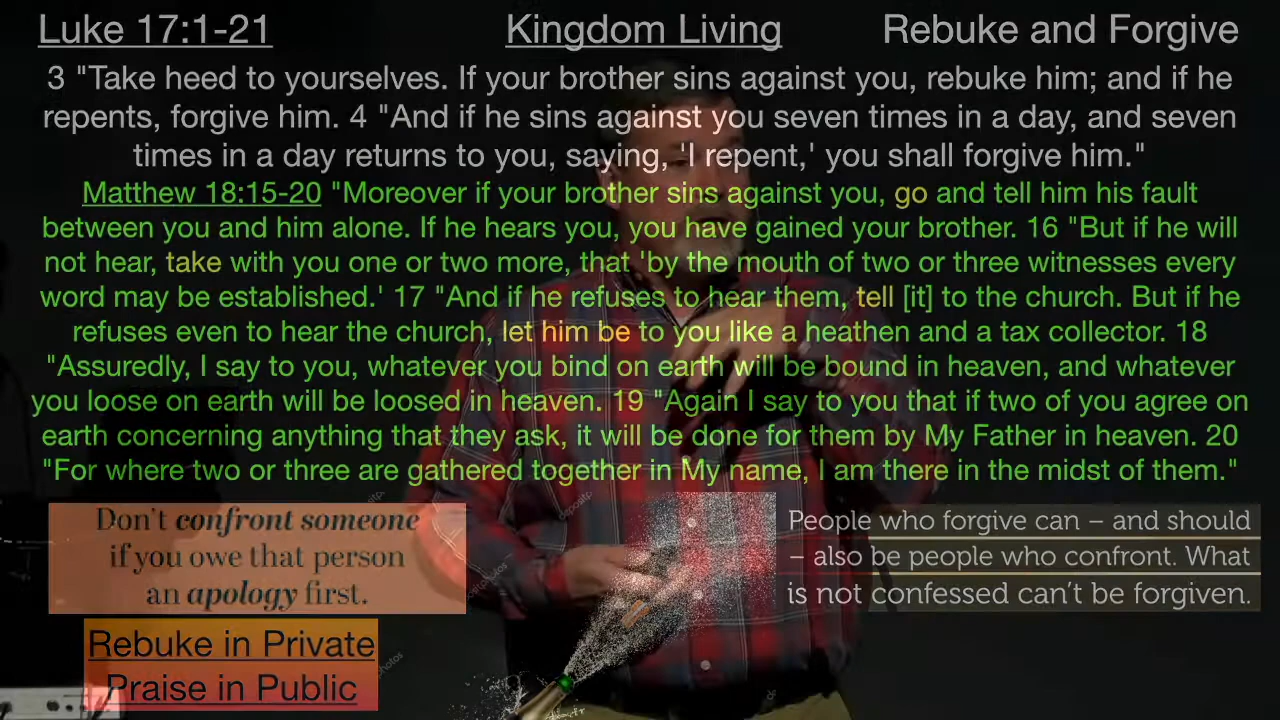 Luke 17:1-21 Kingdom Living Rebuke and Forgive
3 "Take heed to yourselves. If your brother sins against you, rebuke him; and if he
repents, forgive him. 4 "And if he sins against you seven times in a day, and seven
times in a day returns to you, saying, 'I repent,' you shall forgive him."
Matthew 18:15-20 "Moreover if your brother sins against you, go and tell him his fault
between you and him alone. If he hears you, you have gained your brother. 16 "But if he will
not hear, take with you one or two more, that 'by the mouth of two or three witnesses every
word may be established.' 17 "And if he refuses to hear them, tell [it] to the church. But if he
refuses even to hear the church, let him be to you like a heathen and a tax collector. 18
"Assuredly, I say to you, whatever you bind on earth will be bound in heaven, and whatever
you loose on earth will be loosed in heaven. 19 "Again I say to you that if two of you agree on
earth concerning anything that they ask, it will be done for them by My Father in heaven. 20
"For where two or three are gathered together in My name, I am there in the midst of them."
Don't confront someone
if you owe that person
an apology first.
People who forgive can – and should
– also be people who confront. What
is not confessed can't be forgiven.
Rebuke in Private
Praise in Public